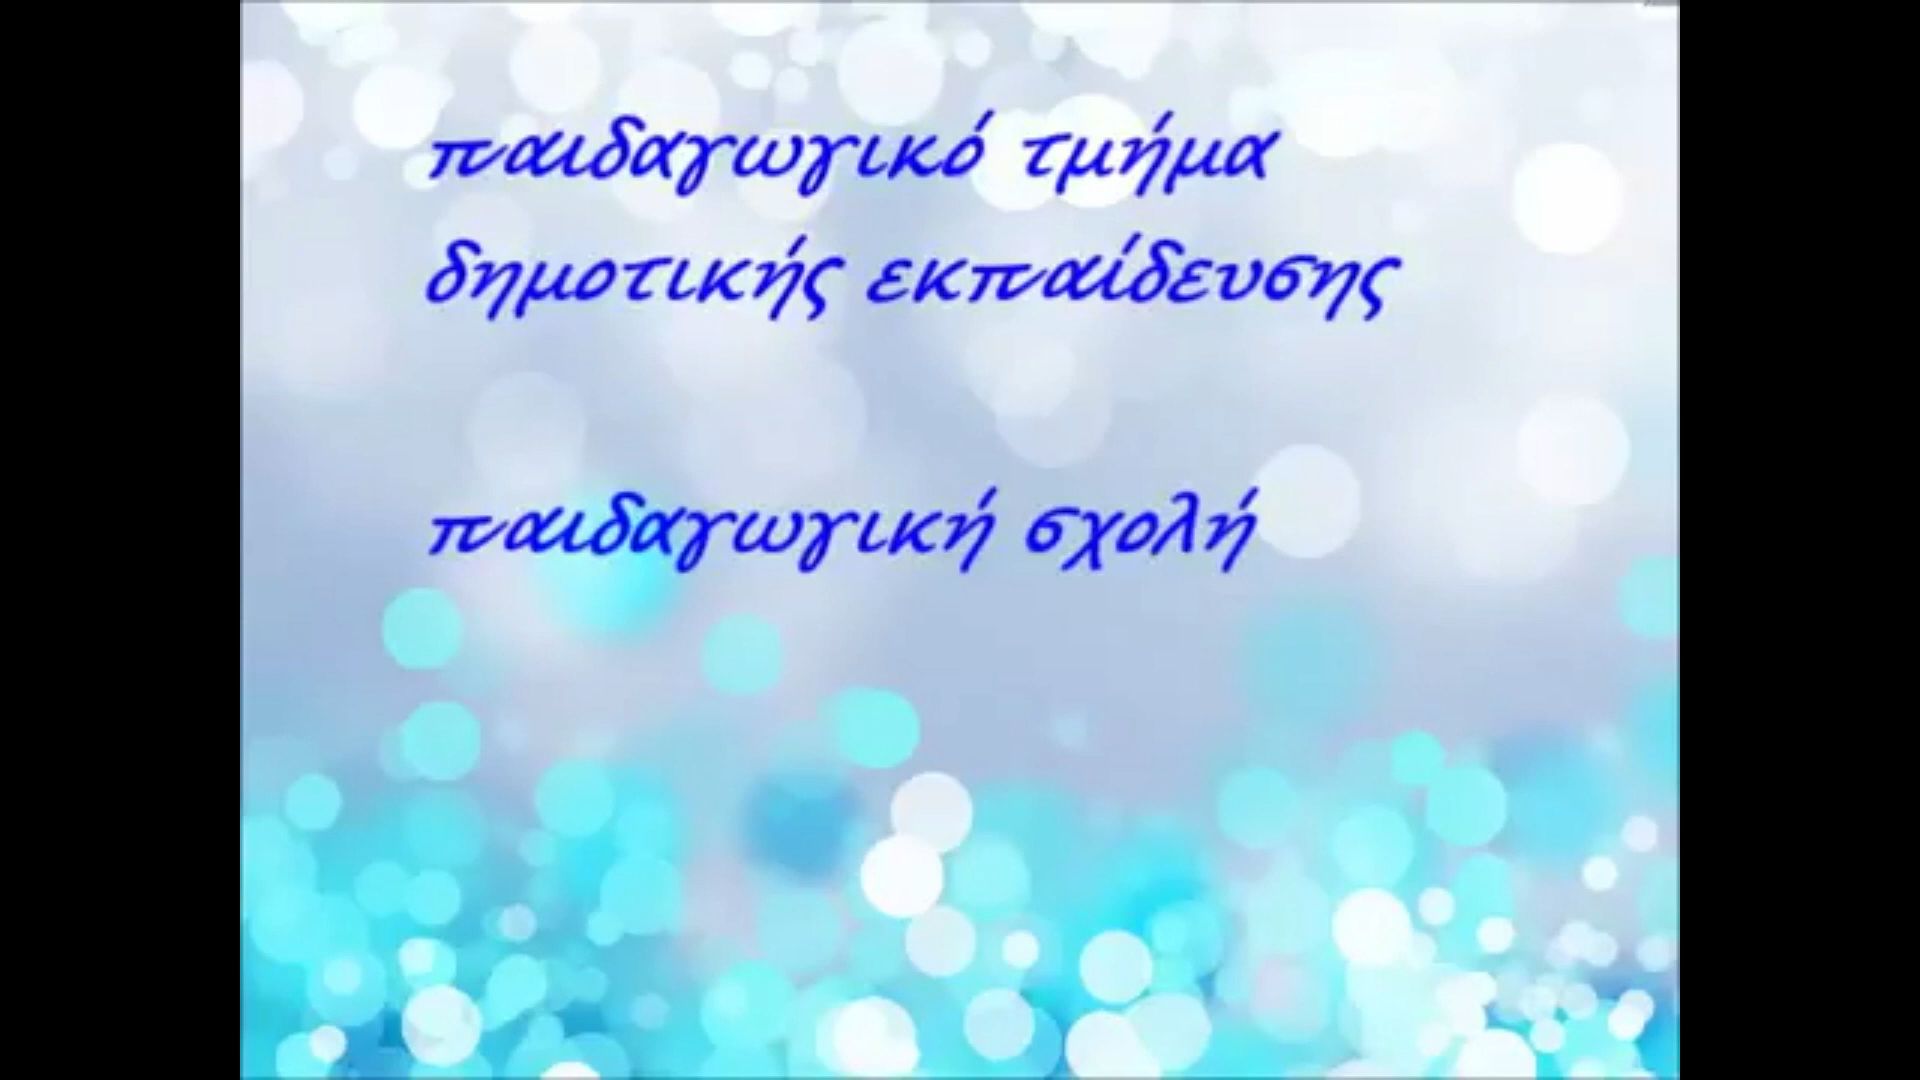 παιδαγωγικό τμήμα
δημοτικής εκπαίδευσης
παιδαγωγική σχολή